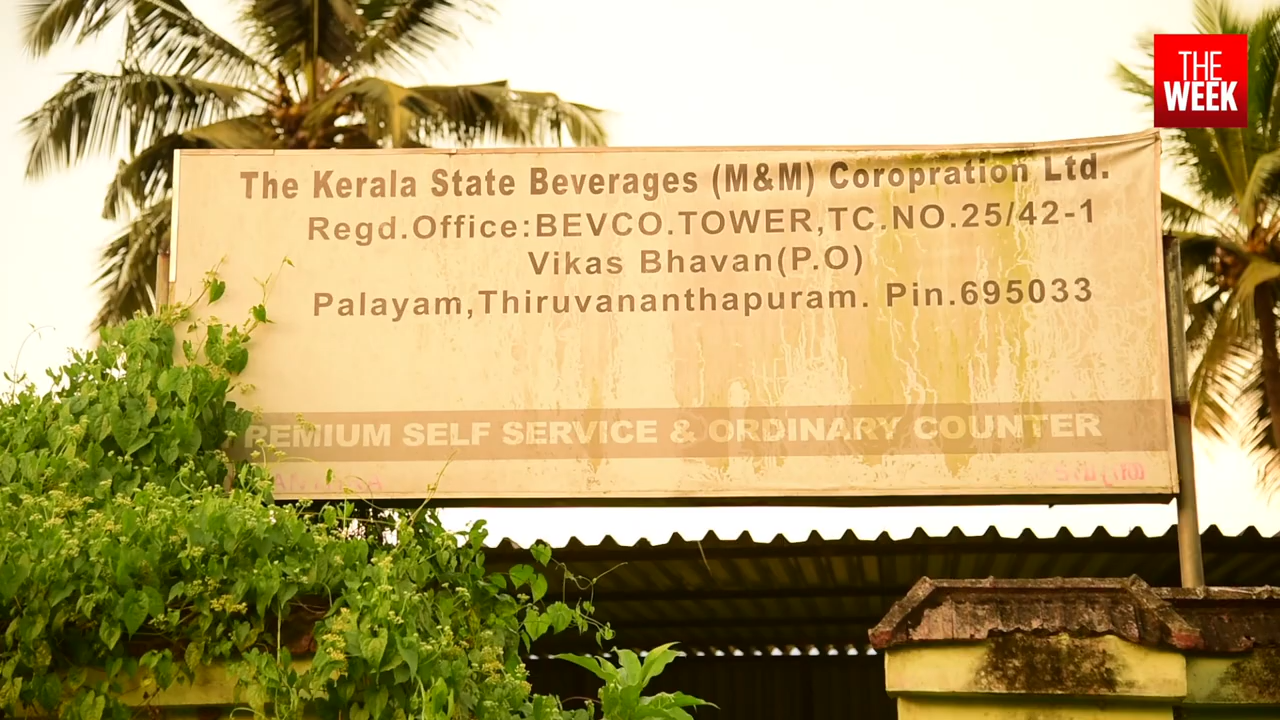 THE
WEEK
The Kerala State Beverages (M&M) Coropration Ltd.
Regd.Office:BEVCO.TOWER,TC.NO.25/42-1
Vikas Bhavan(P.O)
Palayam,Thiruvananthapuram. Pin.695033
PREMIUM SELF SERVICE & ORDINARY COUNTER